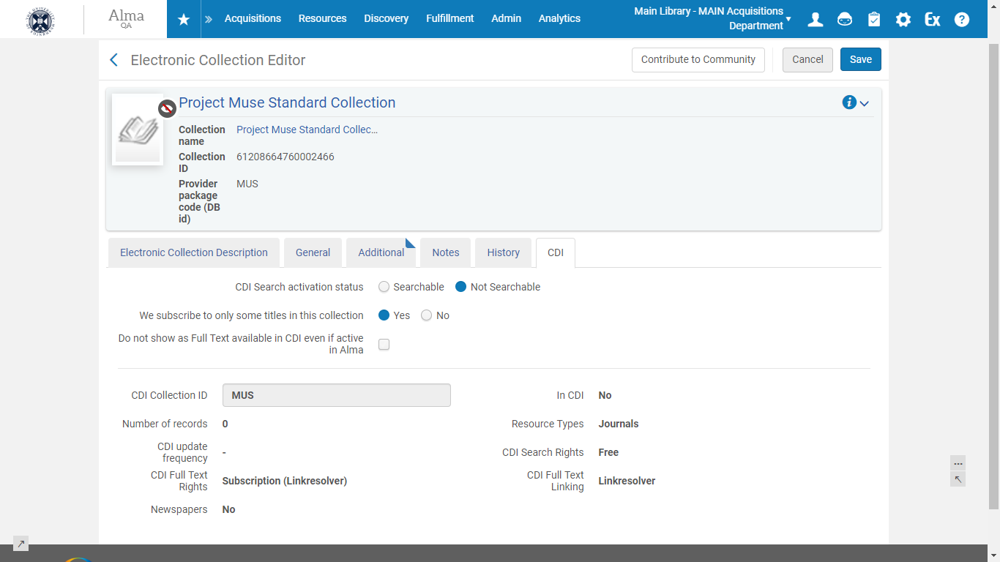 THE UNIVERSITY
OF EDINBURGH
Alma
QA
Acquisitions
Resources
Discovery
Fulfillment
Admin
Analytics
Main Library - MAIN Acquisitions
Department
Ex
?
Electronic Collection Editor
Contribute to Community
Cancel
Save
Project Muse Standard Collection
i
Collection
name
Project Muse Standard Collec...
Collection
ID
61208664760002466
Provider
package
code (DB
id)
MUS
Electronic Collection Description
General
Additional
Notes
History
CDI
CDI Search activation status
Searchable
Not Searchable
We subscribe to only some titles in this collection
Yes
No
Do not show as Full Text available in CDI even if active
in Alma
CDI Collection ID
MUS
In CDI
No
Number of records
0
Resource Types
Journals
CDI update
frequency
-
CDI Search Rights
Free
CDI Full Text
Rights
Subscription (Linkresolver)
CDI Full Text
Linking
Linkresolver
Newspapers
No